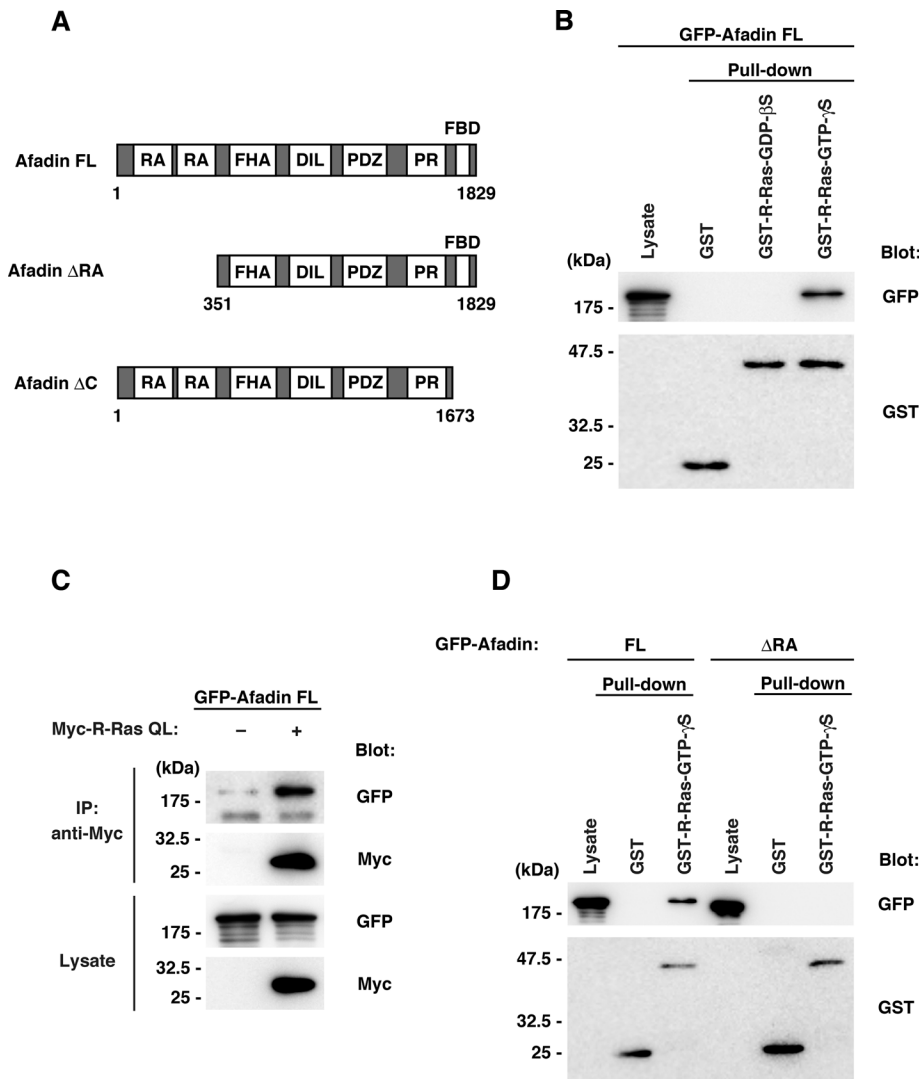 A
FBD
Afadin FL
RA RA FHA DIL PDZ PR
1 1829
FBD
Afadin ΔRA
FHA DIL PDZ PR
351 1829
Afadin ΔC
RA RA FHA DIL PDZ PR
1 1673
B
GFP-Afadin FL
Pull-down
Lysate
GST
GST-R-Ras-GDP-βS
GST-R-Ras-GTP-γS
(kDa)
Blot:
175 -
GFP
47.5 -
32.5 -
25 -
GST
C
GFP-Afadin FL
Myc-R-Ras QL: – +
Blot:
(kDa)
IP:
anti-Myc
175 -
GFP
32.5 -
25 -
Myc
Lysate
175 -
GFP
32.5 -
25 -
Myc
D
GFP-Afadin: FL ΔRA
Pull-down Pull-down
Lysate
GST
GST-R-Ras-GTP-γS
Lysate
GST
GST-R-Ras-GTP-γS
(kDa)
Blot:
175 -
GFP
47.5 -
32.5 -
25 -
GST